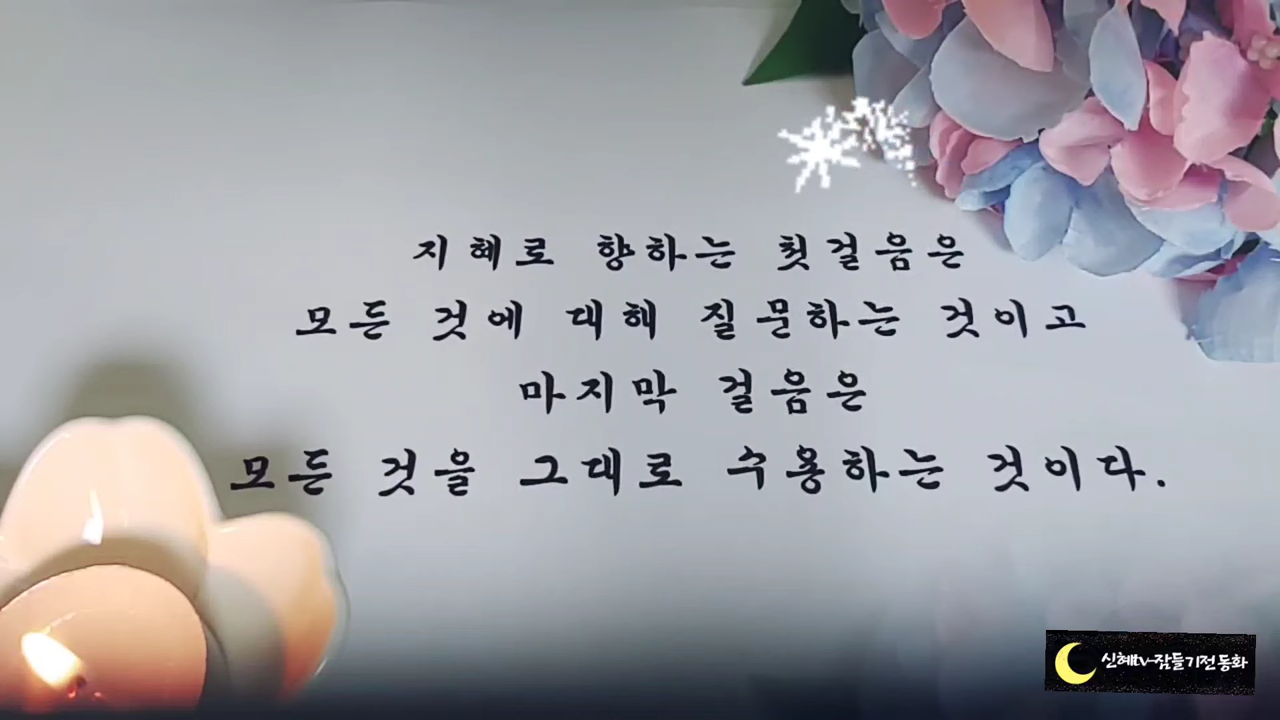 지혜로 향하는 첫걸음은
모든 것에 대해 질문하는 것이고
마지막 걸음은
모든 것을 그대로 수용하는 것이다.
신혜tv-잠들기전 동화